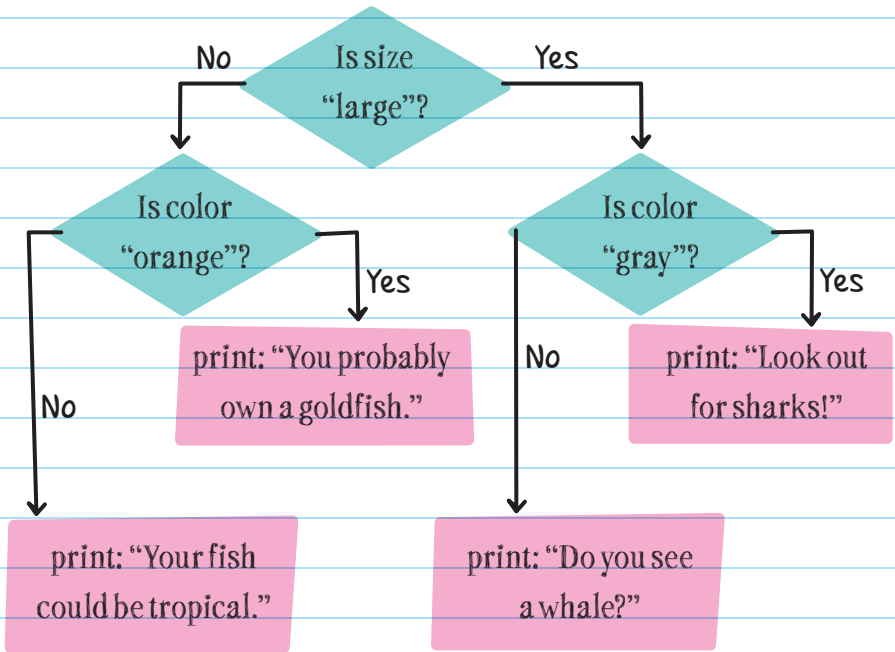 No
Is size
“large”?
Yes
Is color
“orange”?
Is color
“gray”?
Yes
Yes
print: “You probably
own a goldfish.”
No
print: “Look out
for sharks!”
No
print: “Your fish
could be tropical.”
print: “Do you see
a whale?”